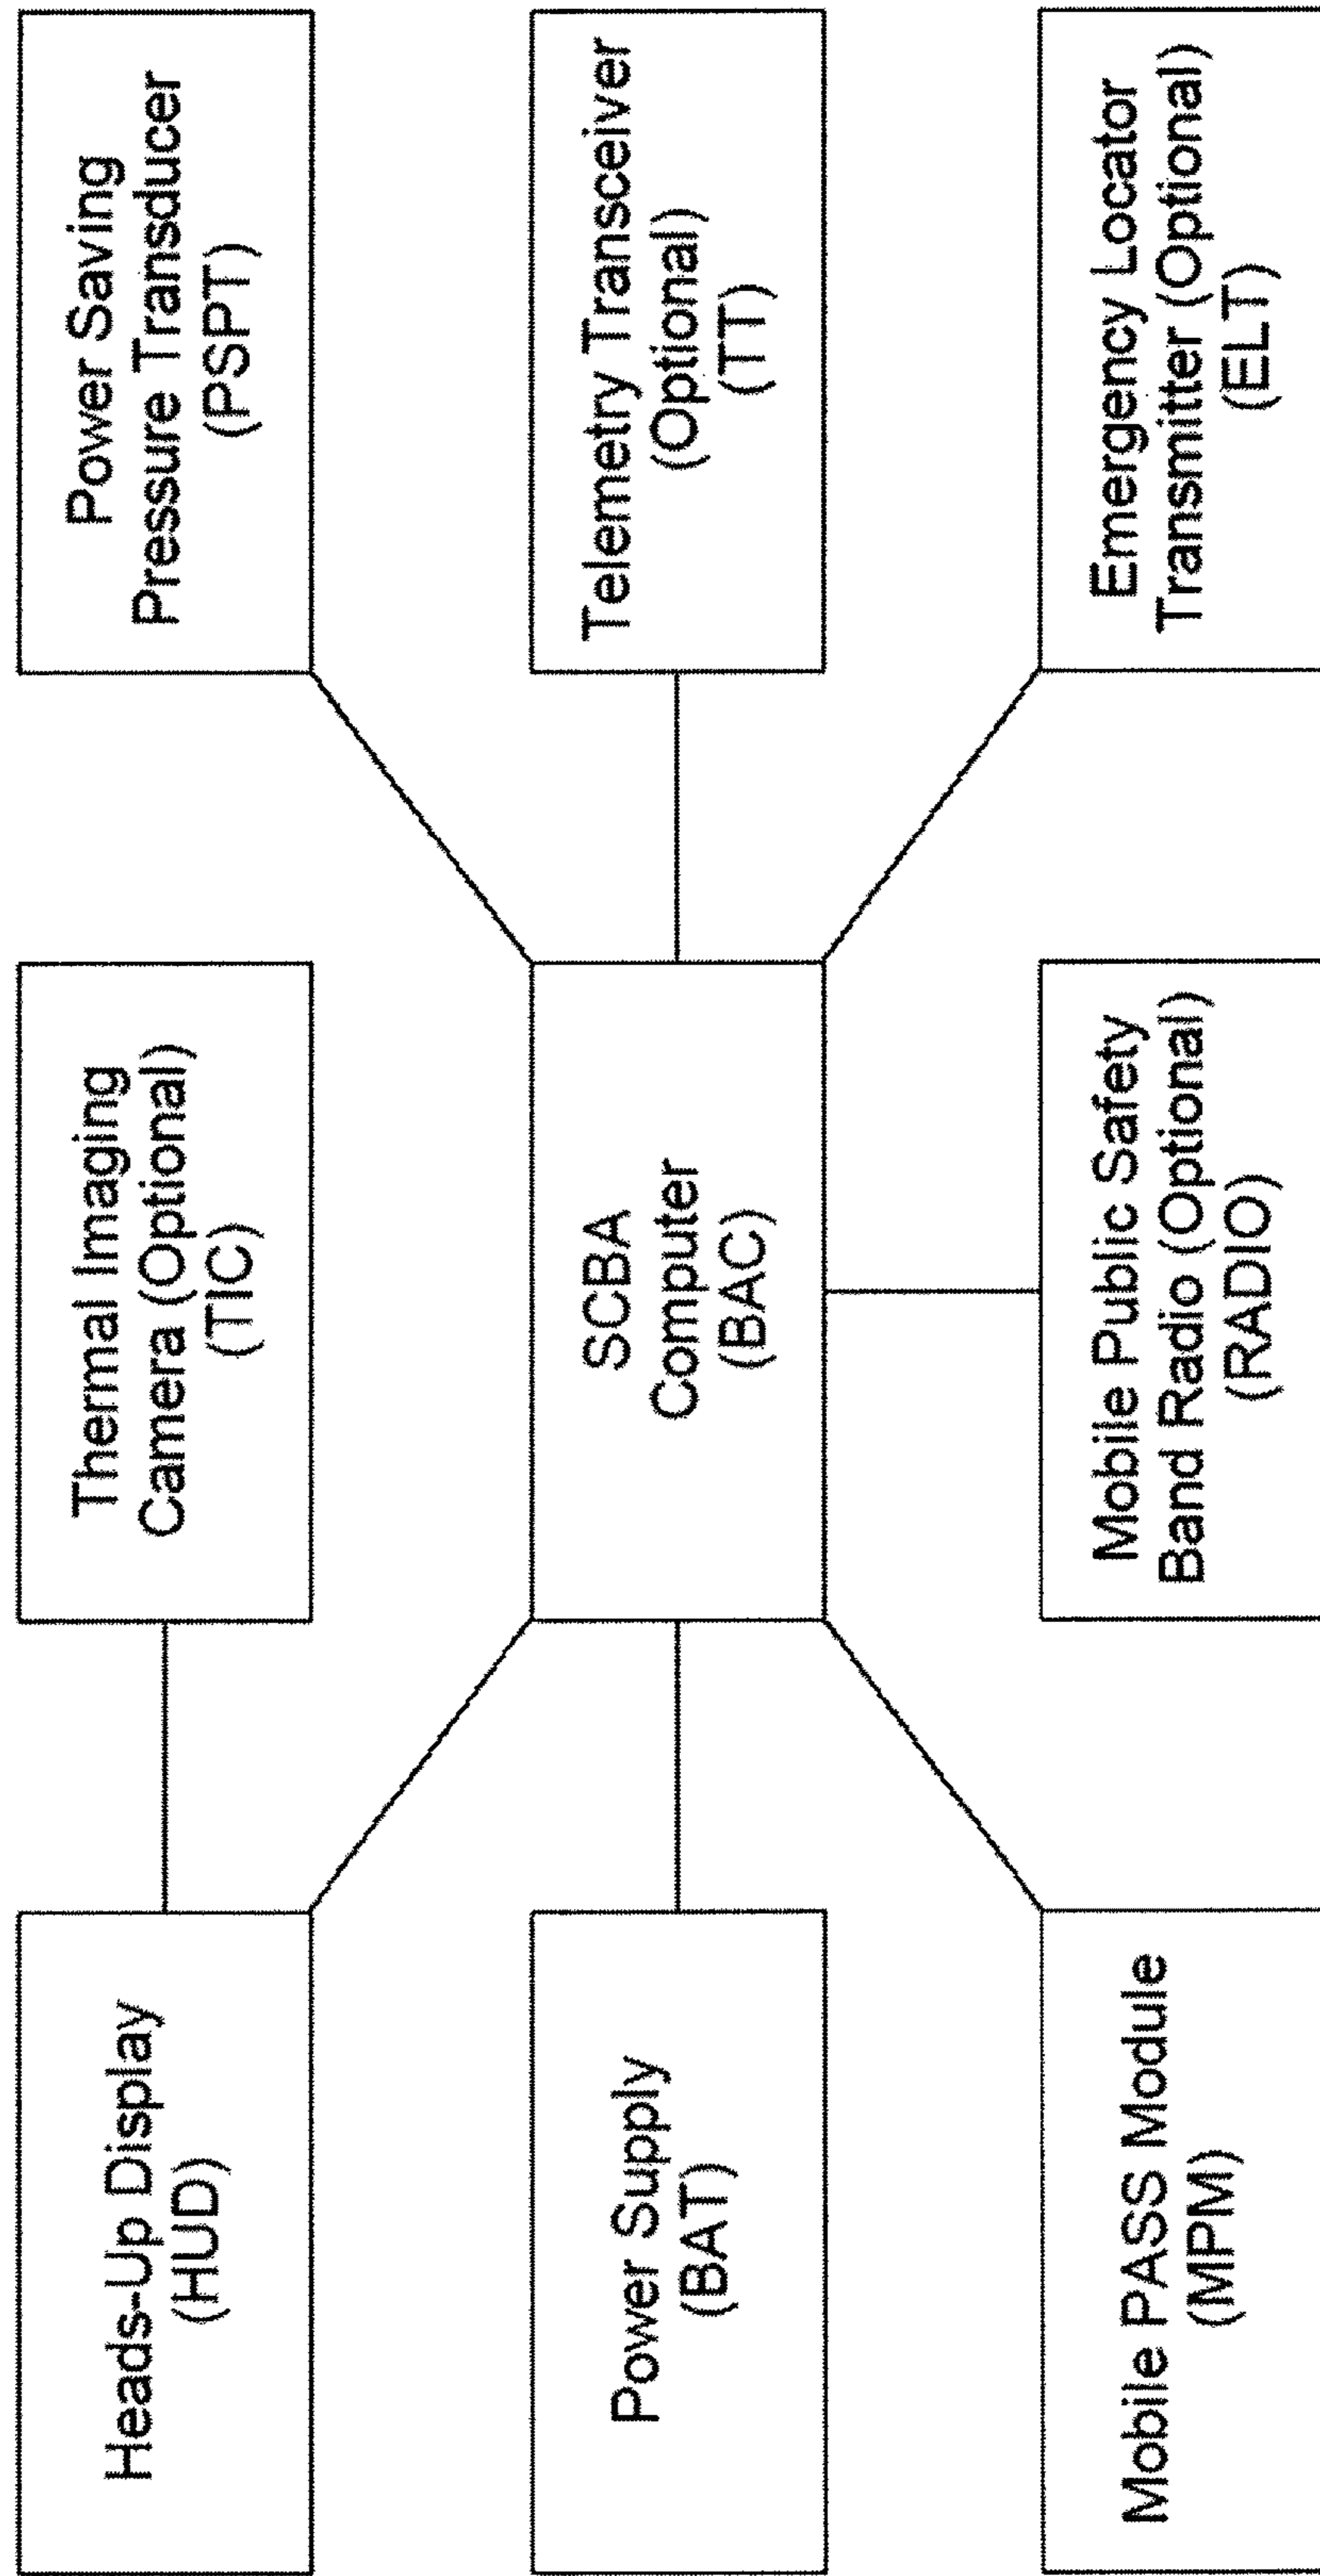 Heads-Up Display
(HUD)
Thermal Imaging
Camera (Optional)
(TIC)
Power Saving
Pressure Transducer
(PSPT)
Power Supply
(BAT)
SCBA
Computer
(BAC)
Telemetry Transceiver
(Optional)
(TT)
Mobile PASS Module
(MPM)
Mobile Public Safety
Band Radio (Optional)
(RADIO)
Emergency Locator
Transmitter (Optional)
(ELT)